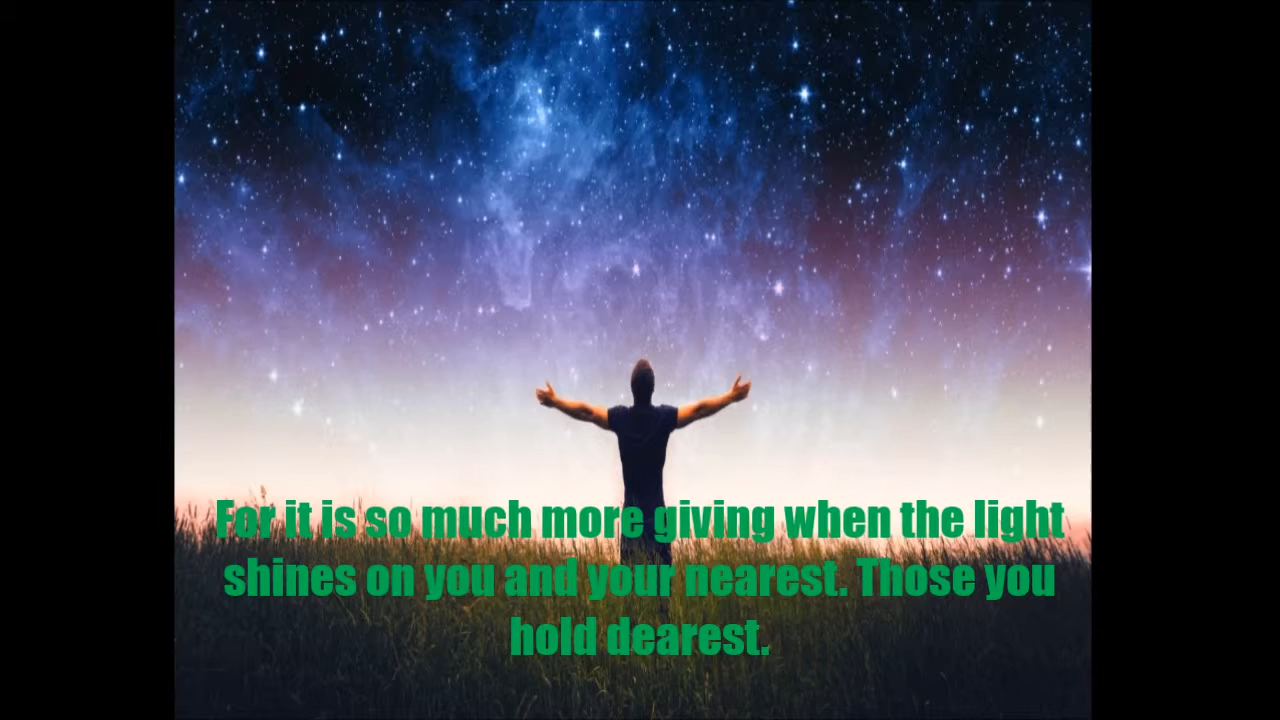 For it is so much more giving when the light
shines on you and your nearest. Those you
hold dearest.